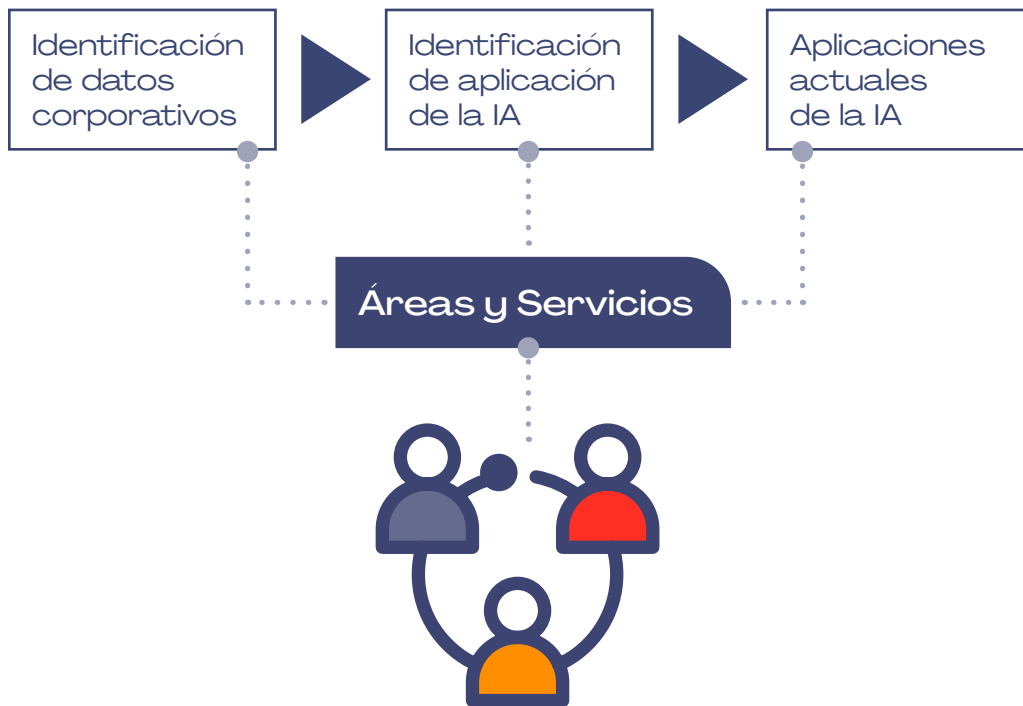 Identificación
de datos
corporativos
Identificación
de aplicación
de la IA
Aplicaciones
actuales
de la IA
Áreas y Servicios